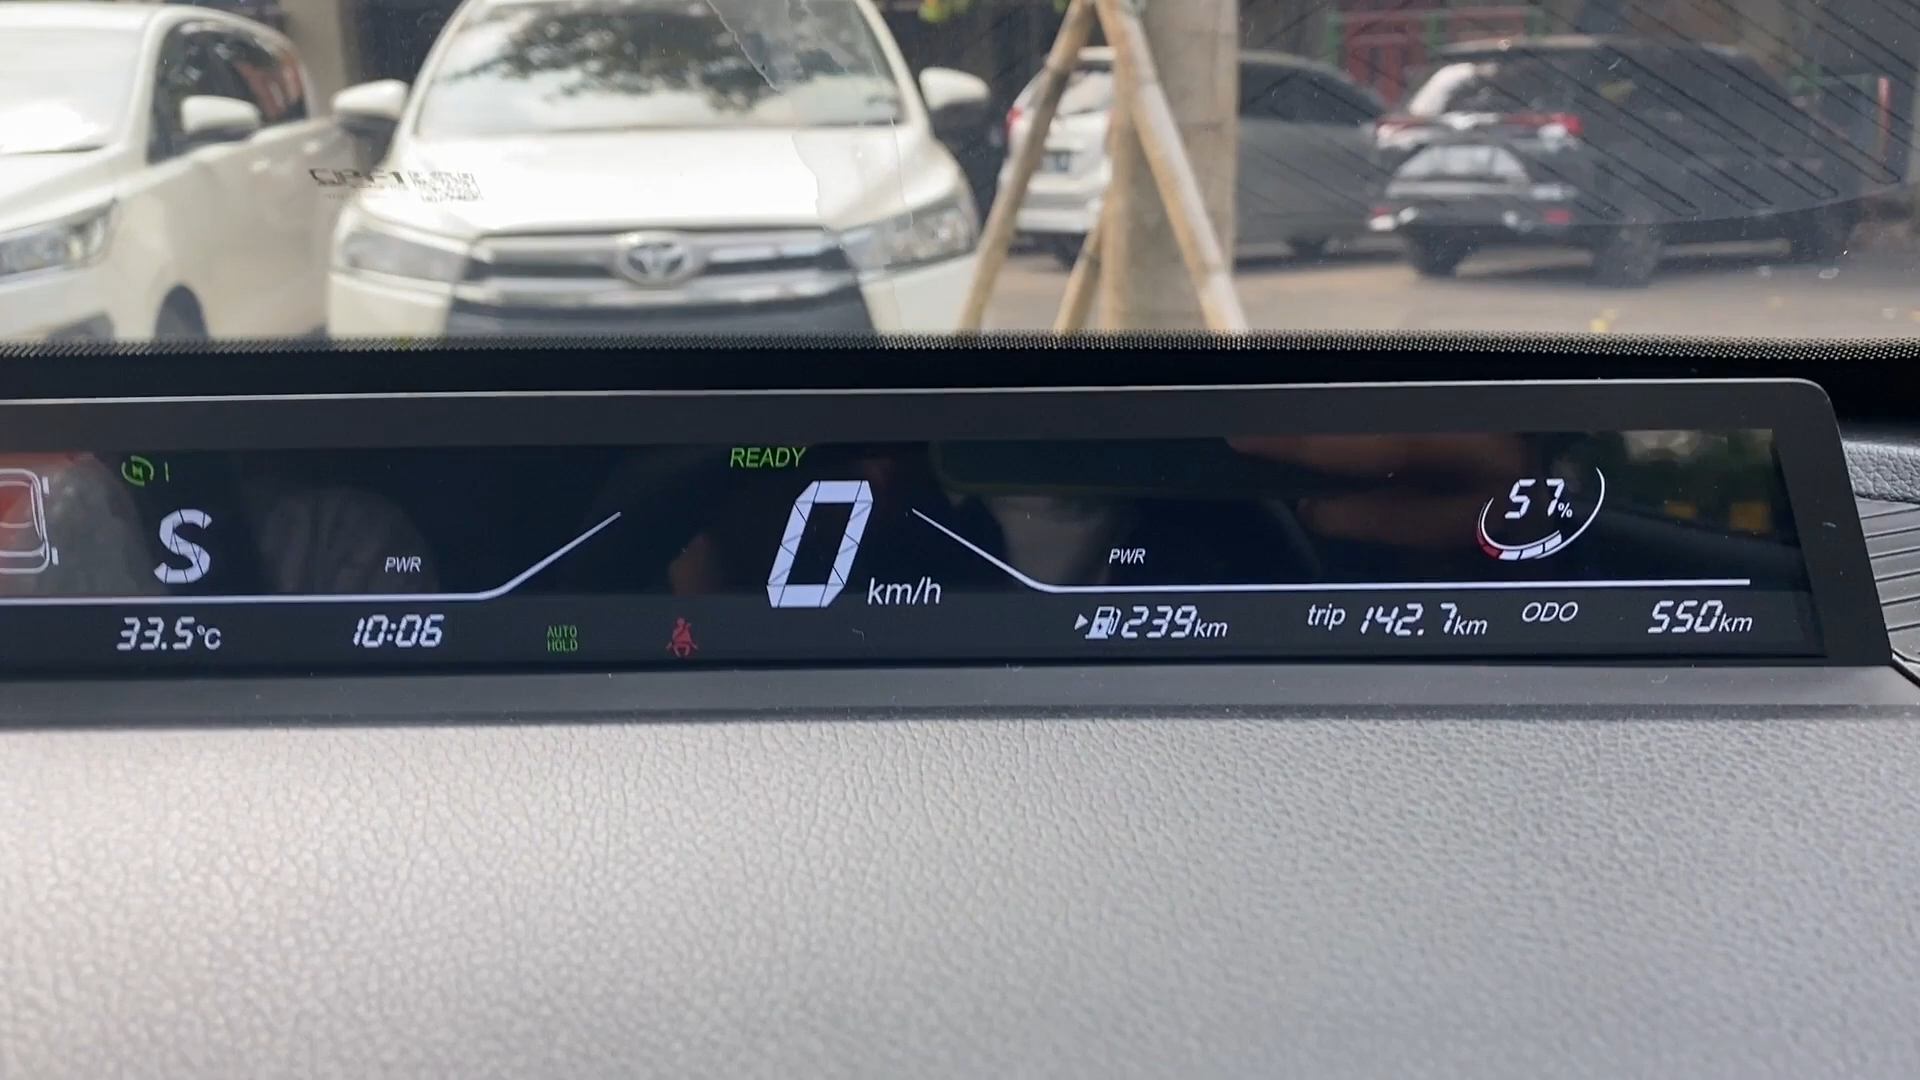 READY
S
PWR
0 km/h
PWR
57%
33.5°C
10:06
AUTO
HOLD
239km
trip 142.7km
ODO 550km